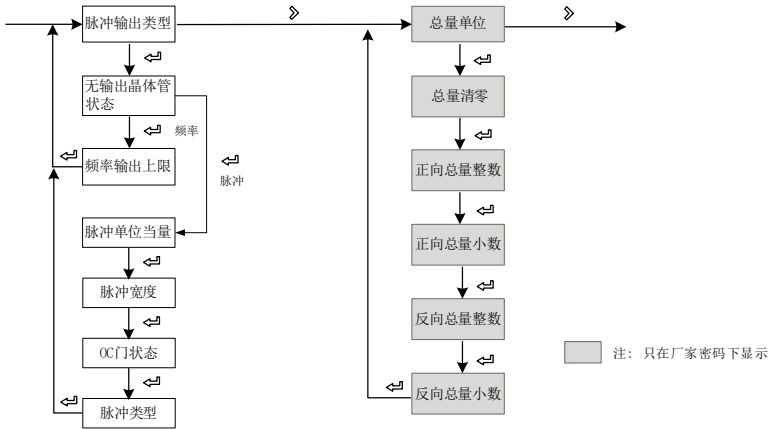 脉冲输出类型
无输出晶体管
状态
频率
频率输出上限
脉冲
脉冲单位当量
脉冲宽度
OC门状态
脉冲类型
总量单位
总量清零
正向总量整数
正向总量小数
反向总量整数
反向总量小数
注: 只在厂家密码下显示